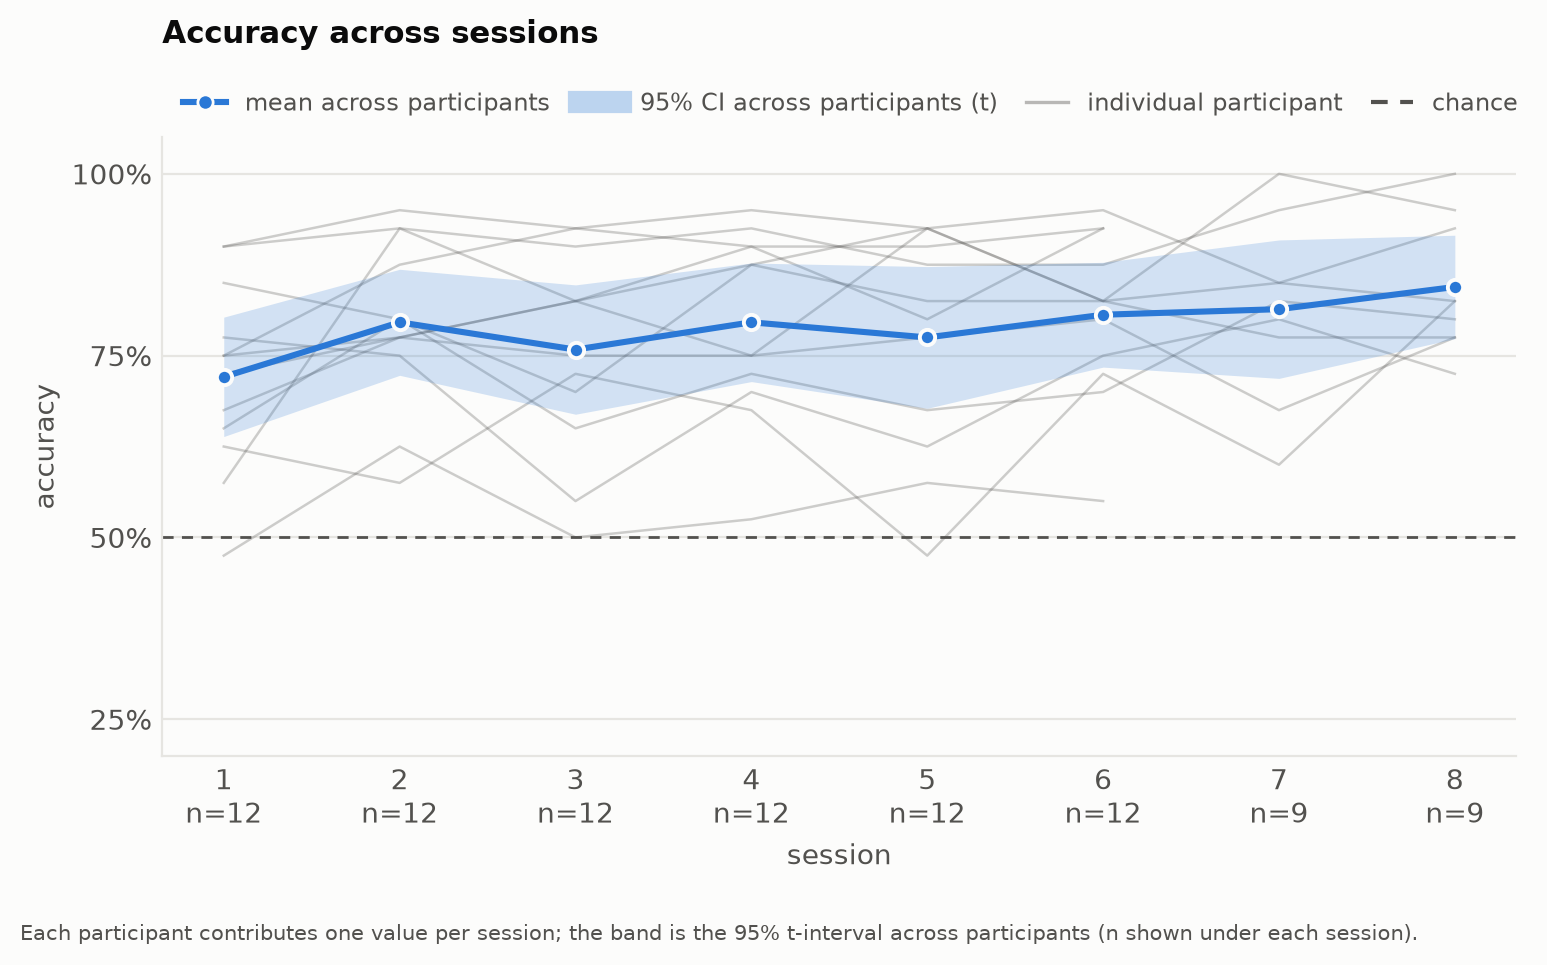 Accuracy across sessions
mean across participants 95% CI across participants (t) individual participant chance
100%
75%
50%
25%
accuracy
1 2 3 4 5 6 7 8
n=12 n=12 n=12 n=12 n=12 n=12 n=9 n=9
session
Each participant contributes one value per session; the band is the 95% t-interval across participants (n shown under each session).